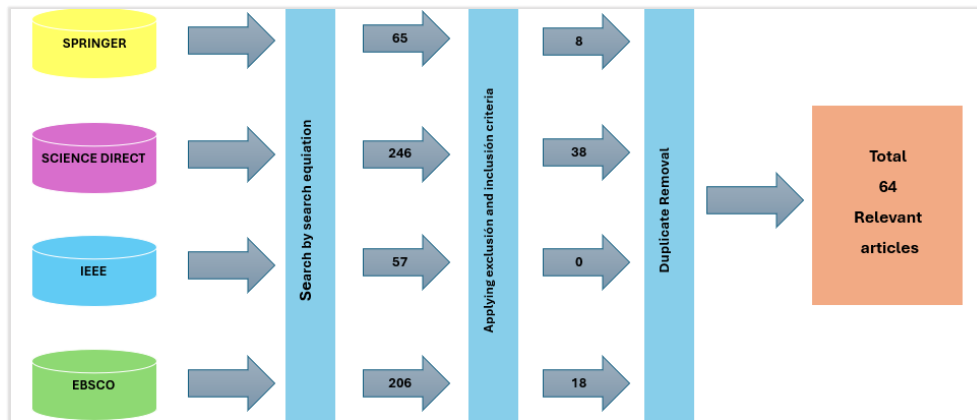 SPRINGER
65
8
SCIENCE DIRECT
246
38
IEEE
57
0
EBSCO
206
18
Search by search equiation
Applying exclusión and inclusión criteria
Duplicate Removal
Total
64
Relevant
articles